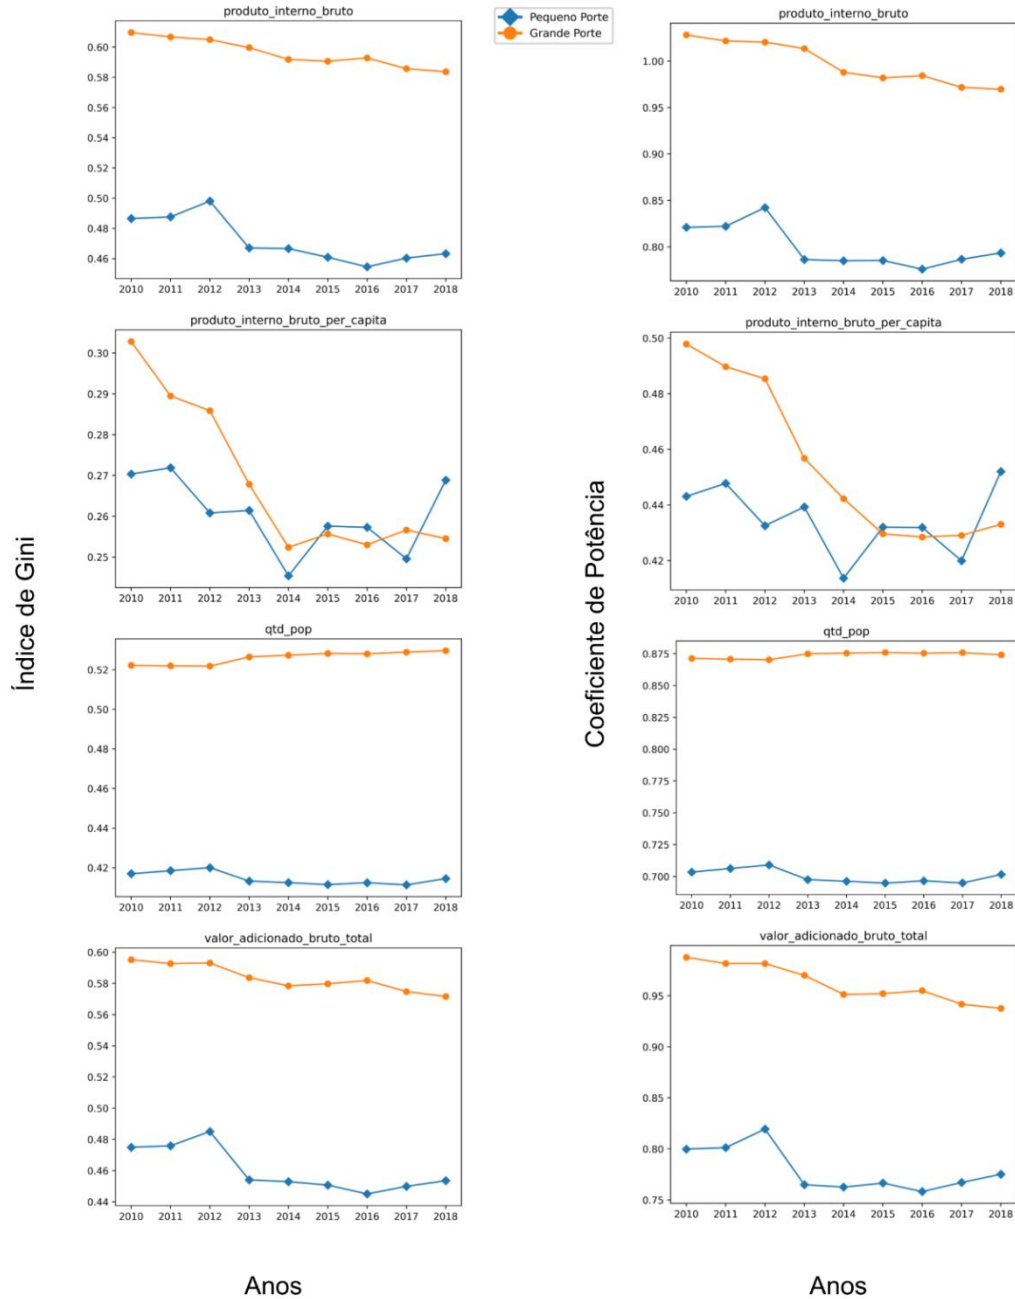 produto_interno_bruto
0.60
0.58
0.56
0.54
0.52
0.50
0.48
0.46
2010 2011 2012 2013 2014 2015 2016 2017 2018
Pequeno Porte
Grande Porte
produto_interno_bruto
1.00
0.95
0.90
0.85
0.80
2010 2011 2012 2013 2014 2015 2016 2017 2018
produto_interno_bruto_per_capita
0.30
0.29
0.28
0.27
0.26
0.25
2010 2011 2012 2013 2014 2015 2016 2017 2018
produto_interno_bruto_per_capita
0.50
0.48
0.46
0.44
0.42
2010 2011 2012 2013 2014 2015 2016 2017 2018
Índice de Gini
Coeficiente de Potência
qtd_pop
0.52
0.50
0.48
0.46
0.44
0.42
2010 2011 2012 2013 2014 2015 2016 2017 2018
qtd_pop
0.875
0.850
0.825
0.800
0.775
0.750
0.725
0.700
2010 2011 2012 2013 2014 2015 2016 2017 2018
valor_adicionado_bruto_total
0.60
0.58
0.56
0.54
0.52
0.50
0.48
0.46
0.44
2010 2011 2012 2013 2014 2015 2016 2017 2018
valor_adicionado_bruto_total
0.95
0.90
0.85
0.80
0.75
2010 2011 2012 2013 2014 2015 2016 2017 2018
Anos
Anos